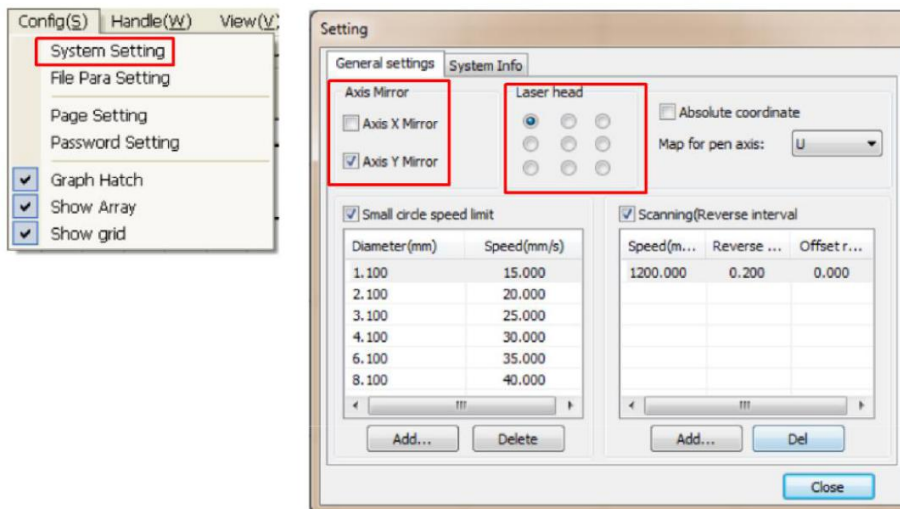 Config(S) Handle(W) View(V)
System Setting
File Para Setting
Page Setting
Password Setting
Graph Hatch
Show Array
Show grid
Setting
General settings System Info
Axis Mirror
Axis X Mirror
Axis Y Mirror
Laser head
Absolute coordinate
Map for pen axis: U
Small circle speed limit
Diameter(mm) Speed(mm/s)
1.100 15.000
2.100 20.000
3.100 25.000
4.100 30.000
6.100 35.000
8.100 40.000
Add... Delete
Scanning(Reverse interval
Speed(m... Reverse ... Offset r...
1200.000 0.200 0.000
Add... Del
Close